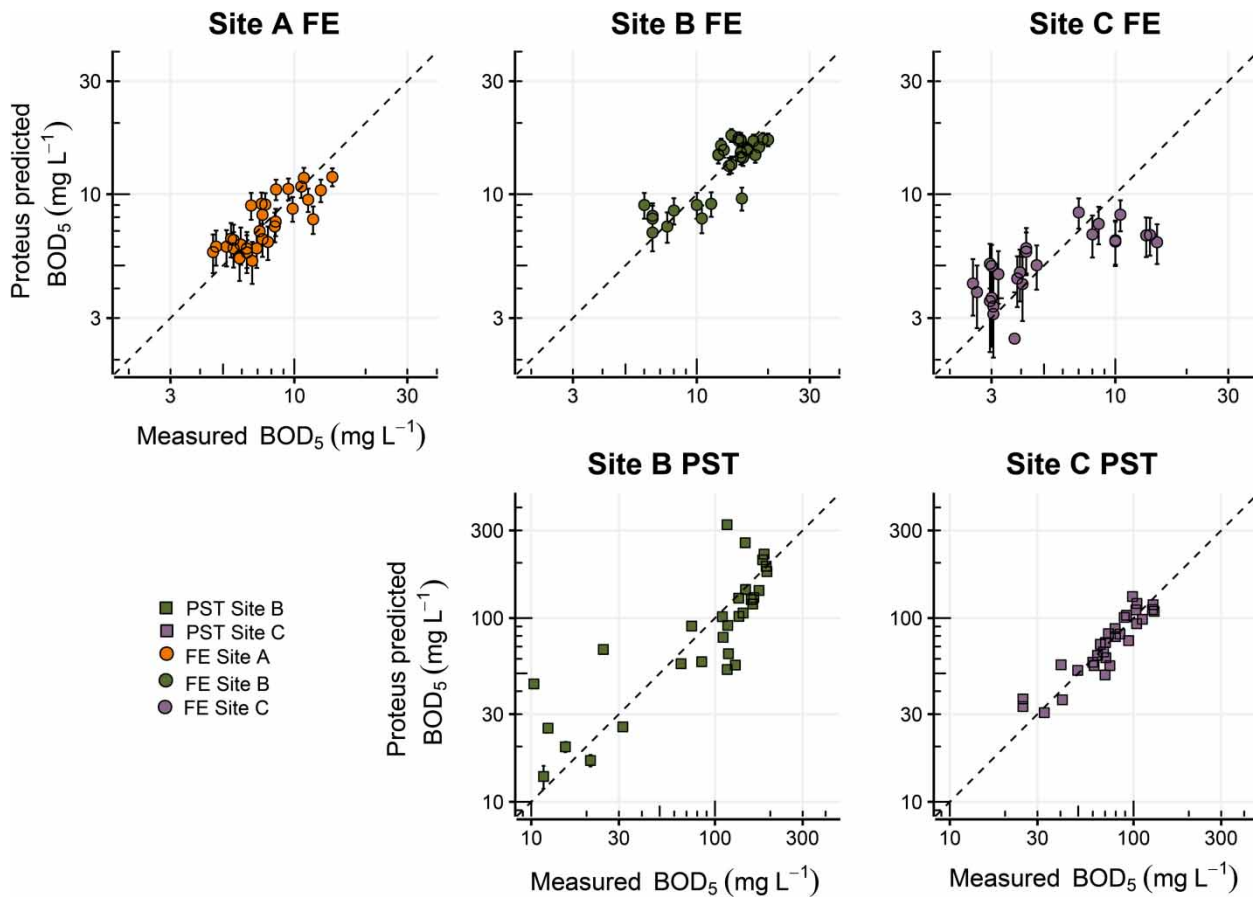 Site A FE
Site B FE
Site C FE
Proteus predicted
BOD₅ (mg L⁻¹)
30
10
3
3
10
30
Measured BOD₅ (mg L⁻¹)
30
10
3
3
10
30
30
10
3
3
10
30
Site B PST
Site C PST
PST Site B
PST Site C
FE Site A
FE Site B
FE Site C
Proteus predicted
BOD₅ (mg L⁻¹)
300
100
30
10
10
30
100
300
Measured BOD₅ (mg L⁻¹)
300
100
30
10
10
30
100
300
Measured BOD₅ (mg L⁻¹)